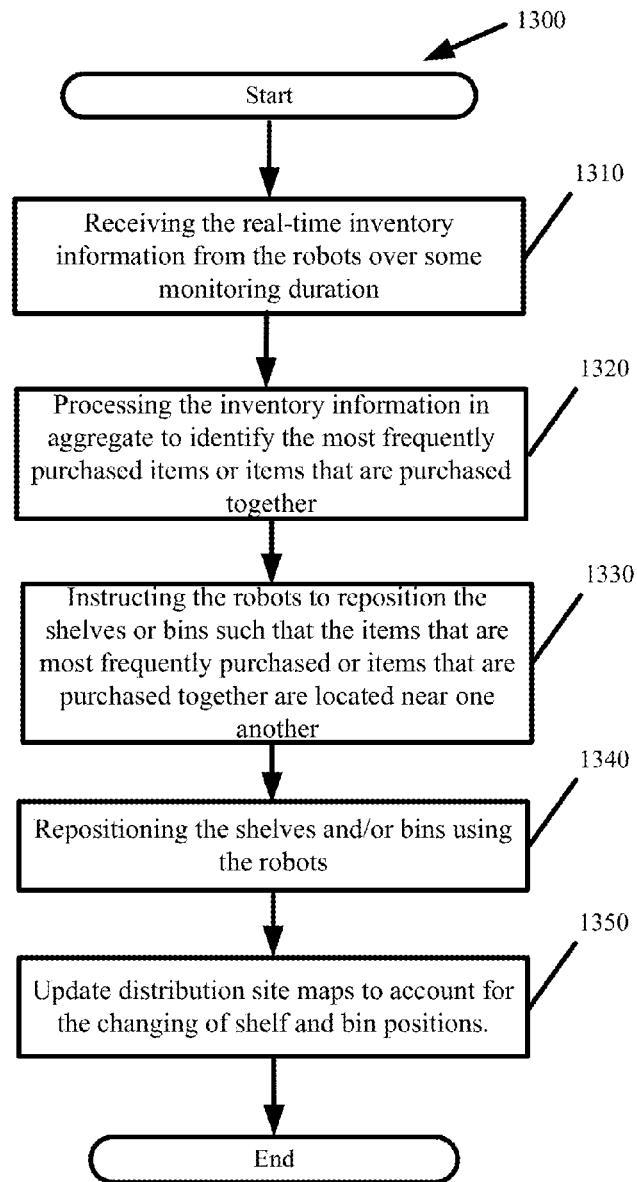 1300
Start
1310
Receiving the real-time inventory
information from the robots over some
monitoring duration
1320
Processing the inventory information in
aggregate to identify the most frequently
purchased items or items that are purchased
together
1330
Instructing the robots to reposition the
shelves or bins such that the items that are
most frequently purchased or items that are
purchased together are located near one
another
1340
Repositioning the shelves and/or bins using
the robots
1350
Update distribution site maps to account for
the changing of shelf and bin positions.
End